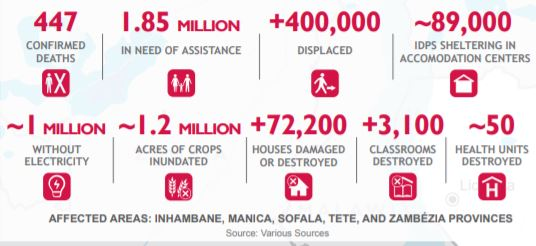 447 1.85 MILLION +400,000 ~89,000
CONFIRMED DEATHS
IN NEED OF ASSISTANCE
DISPLACED
IDPS SHELTERING IN
ACCOMODATION CENTERS
~1 MILLION ~1.2 MILLION +72,200 +3,100 ~50
WITHOUT
ELECTRICITY
ACRES OF CROPS
INUNDATED
HOUSES DAMAGED
OR DESTROYED
CLASSROOMS
DESTROYED
HEALTH UNITS
DESTROYED
AFFECTED AREAS: INHAMBANE, MANICA, SOFALA, TETE, AND ZAMBÉZIA PROVINCES
Source: Various Sources